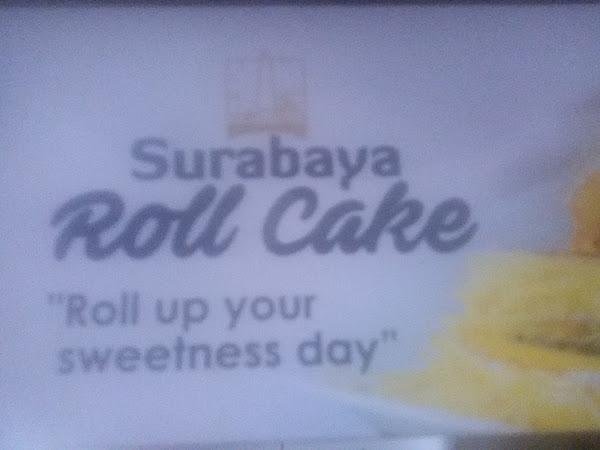 Surabaya
Roll Cake
"Roll up your
sweetness day"